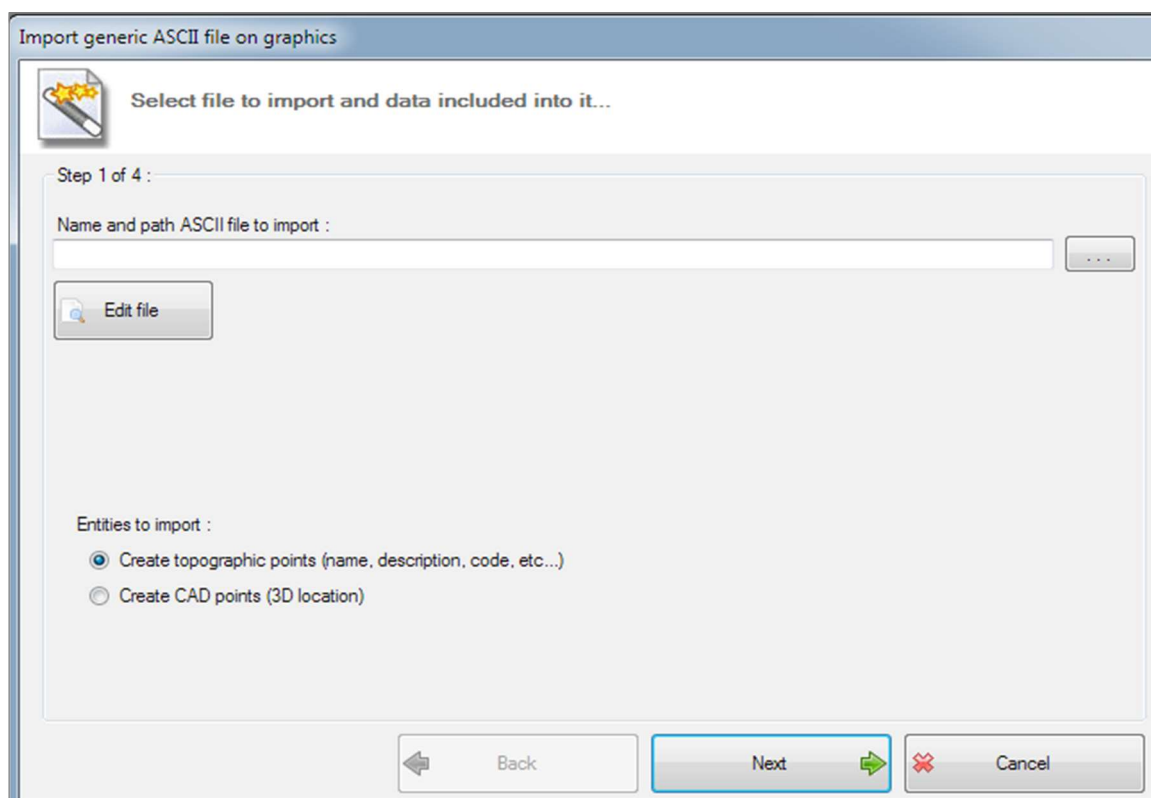 Import generic ASCII file on graphics
Select file to import and data included into it...
Step 1 of 4 :
Name and path ASCII file to import :
. . .
Edit file
Entities to import :
Create topographic points (name, description, code, etc...)
Create CAD points (3D location)
Back
Next
Cancel